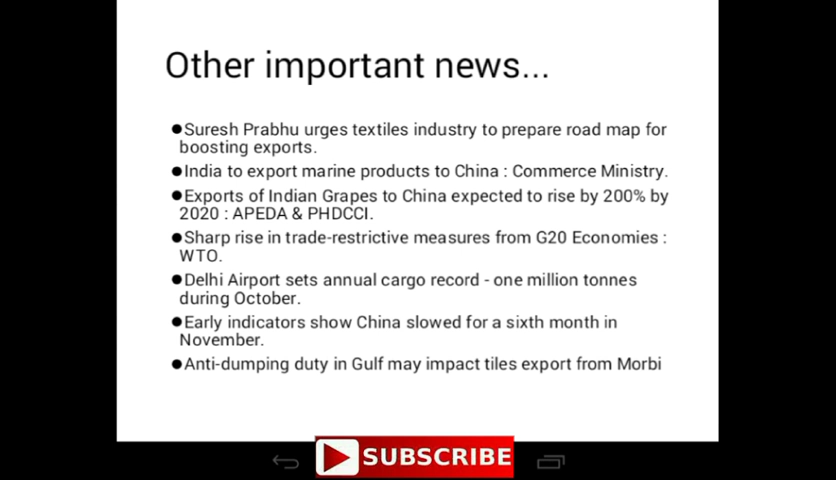 Other important news...
●Suresh Prabhu urges textiles industry to prepare road map for
boosting exports.
●India to export marine products to China : Commerce Ministry.
●Exports of Indian Grapes to China expected to rise by 200% by
2020 : APEDA & PHDCCI.
●Sharp rise in trade-restrictive measures from G20 Economies :
WTO.
●Delhi Airport sets annual cargo record - one million tonnes
during October.
●Early indicators show China slowed for a sixth month in
November.
●Anti-dumping duty in Gulf may impact tiles export from Morbi
SUBSCRIBE